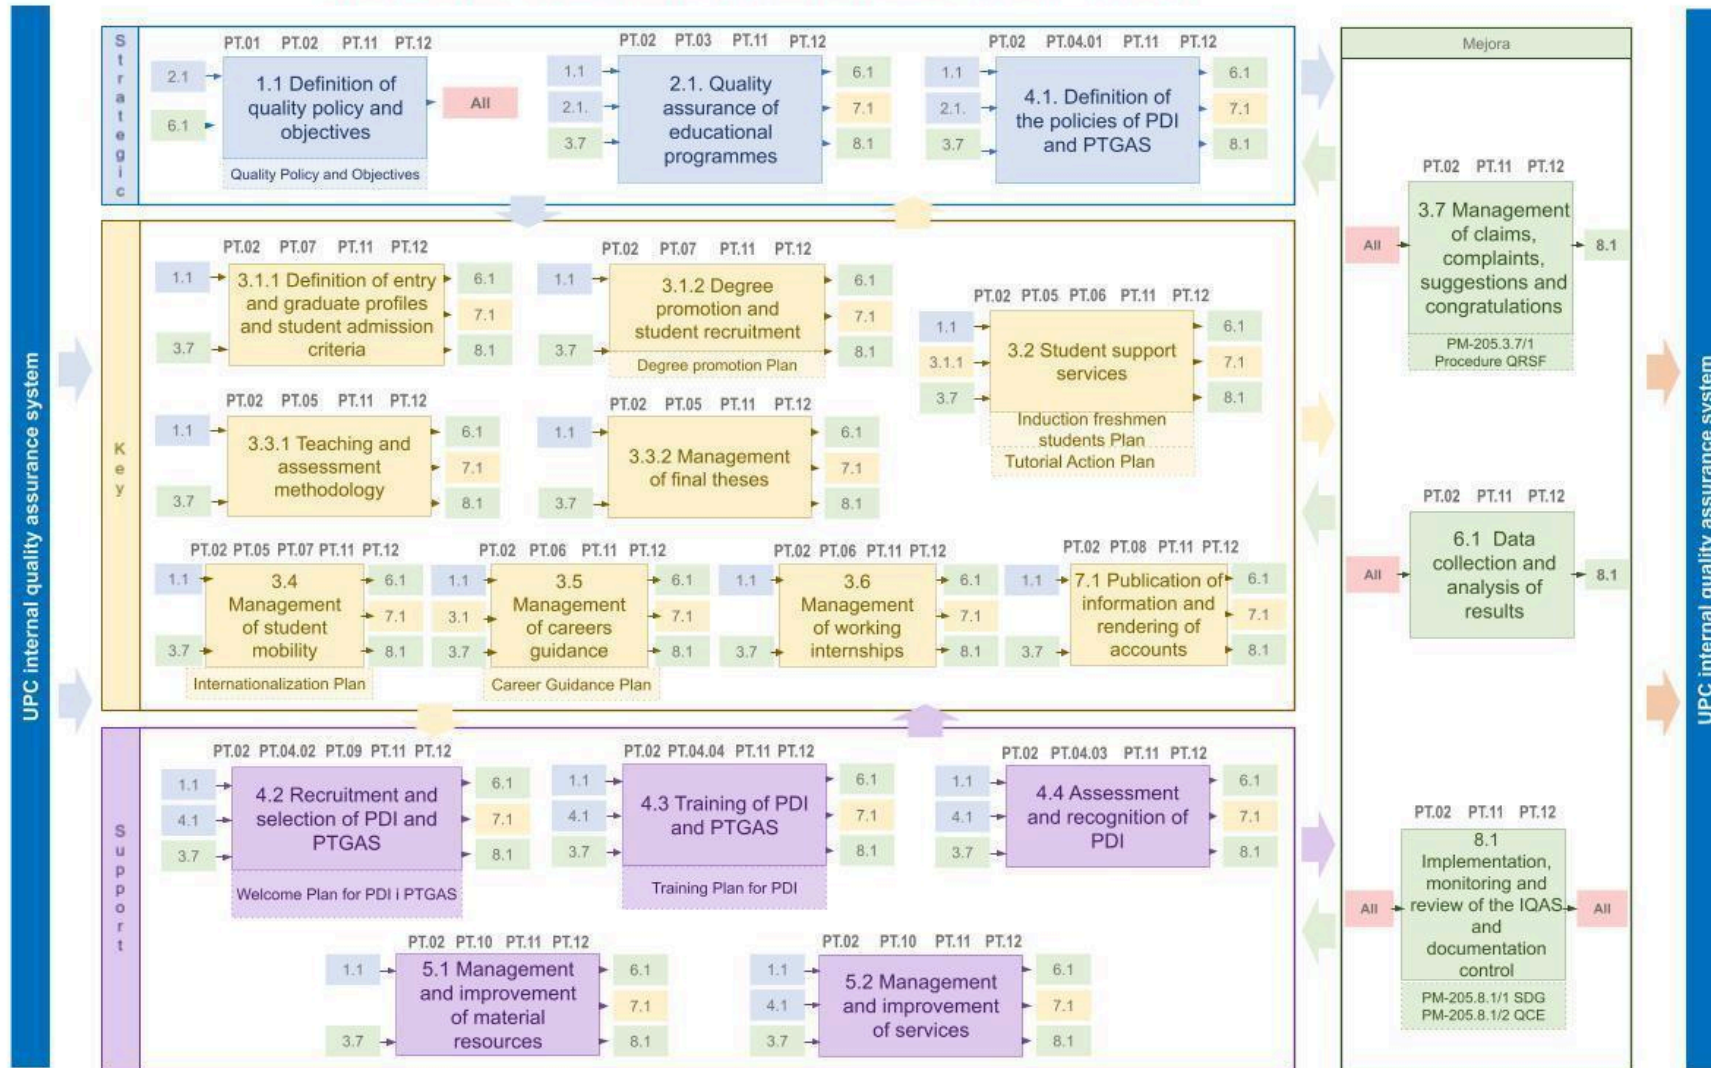 UPC internal quality assurance system
Strategic
PT.01 PT.02 PT.11 PT.12
2.1
6.1
1.1 Definition of
quality policy and
objectives
Quality Policy and Objectives
All
PT.02 PT.03 PT.11 PT.12
1.1
2.1.
3.7
2.1. Quality
assurance of
educational
programmes
6.1
7.1
8.1
PT.02 PT.04.01 PT.11 PT.12
1.1
2.1.
3.7
4.1. Definition of
the policies of PDI
and PTGAS
6.1
7.1
8.1
Key
PT.02 PT.07 PT.11 PT.12
1.1
3.7
3.1.1 Definition of entry
and graduate profiles
and student admission
criteria
6.1
7.1
8.1
PT.02 PT.07 PT.11 PT.12
1.1
3.7
3.1.2 Degree
promotion and
student recruitment
Degree promotion Plan
6.1
7.1
8.1
PT.02 PT.05 PT.06 PT.11 PT.12
1.1
3.1.1
3.7
3.2 Student support
services
Induction freshmen
students Plan
Tutorial Action Plan
6.1
7.1
8.1
PT.02 PT.05 PT.11 PT.12
1.1
3.7
3.3.1 Teaching and
assessment
methodology
6.1
7.1
8.1
PT.02 PT.05 PT.11 PT.12
1.1
3.7
3.3.2 Management
of final theses
6.1
7.1
8.1
PT.02 PT.05 PT.07 PT.11 PT.12
1.1
3.7
3.4
Management
of student
mobility
Internationalization Plan
6.1
7.1
8.1
PT.02 PT.06 PT.11 PT.12
1.1
3.1
3.7
3.5
Management
of careers
guidance
Career Guidance Plan
6.1
7.1
8.1
PT.02 PT.06 PT.11 PT.12
1.1
3.7
3.6
Management
of working
internships
6.1
7.1
8.1
PT.02 PT.08 PT.11 PT.12
1.1
3.7
7.1 Publication of
information and
rendering of
accounts
6.1
7.1
8.1
Support
PT.02 PT.04.02 PT.09 PT.11 PT.12
1.1
4.1
3.7
4.2 Recruitment and
selection of PDI and
PTGAS
Welcome Plan for PDI i PTGAS
6.1
7.1
8.1
PT.02 PT.04.04 PT.11 PT.12
1.1
4.1
3.7
4.3 Training of PDI
and PTGAS
Training Plan for PDI
6.1
7.1
8.1
PT.02 PT.04.03 PT.11 PT.12
1.1
4.1
3.7
4.4 Assessment
and recognition of
PDI
6.1
7.1
8.1
PT.02 PT.10 PT.11 PT.12
1.1
3.7
5.1 Management
and improvement
of material
resources
6.1
7.1
8.1
PT.02 PT.10 PT.11 PT.12
1.1
4.1
3.7
5.2 Management
and improvement
of services
6.1
7.1
8.1
Mejora
PT.02 PT.11 PT.12
All
3.7 Management
of claims,
complaints,
suggestions and
congratulations
PM-205.3.7/1
Procedure QRSF
8.1
PT.02 PT.11 PT.12
All
6.1 Data
collection and
analysis of
results
8.1
PT.02 PT.11 PT.12
All
8.1
Implementation,
monitoring and
review of the IQAS
and
documentation
control
PM-205.8.1/1 SDG
PM-205.8.1/2 QCE
All
UPC internal quality assurance system